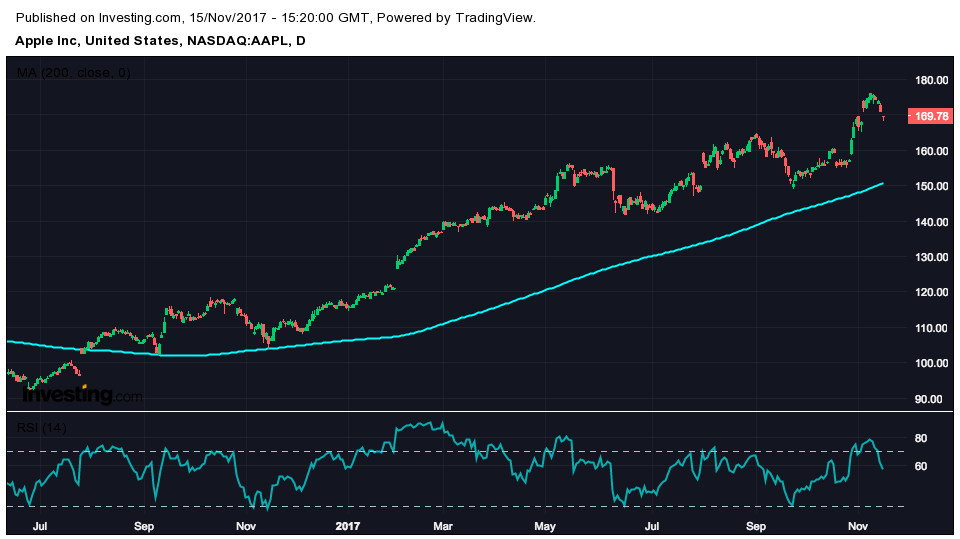 Published on Investing.com, 15/Nov/2017 - 15:20:00 GMT, Powered by TradingView.
Apple Inc, United States, NASDAQ:AAPL, D
MA (200, close, 0)
180.00
169.78
160.00
150.00
140.00
130.00
120.00
110.00
100.00
90.00
Investing.com
RSI (14)
80
60
Jul Sep Nov 2017 Mar May Jul Sep Nov